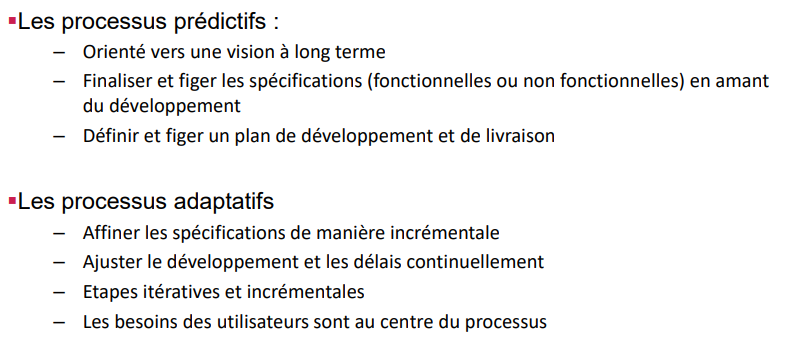 ▪Les processus prédictifs :
– Orienté vers une vision à long terme
– Finaliser et figer les spécifications (fonctionnelles ou non fonctionnelles) en amant
du développement
– Définir et figer un plan de développement et de livraison
▪Les processus adaptatifs
– Affiner les spécifications de manière incrémentale
– Ajuster le développement et les délais continuellement
– Etapes itératives et incrémentales
– Les besoins des utilisateurs sont au centre du processus